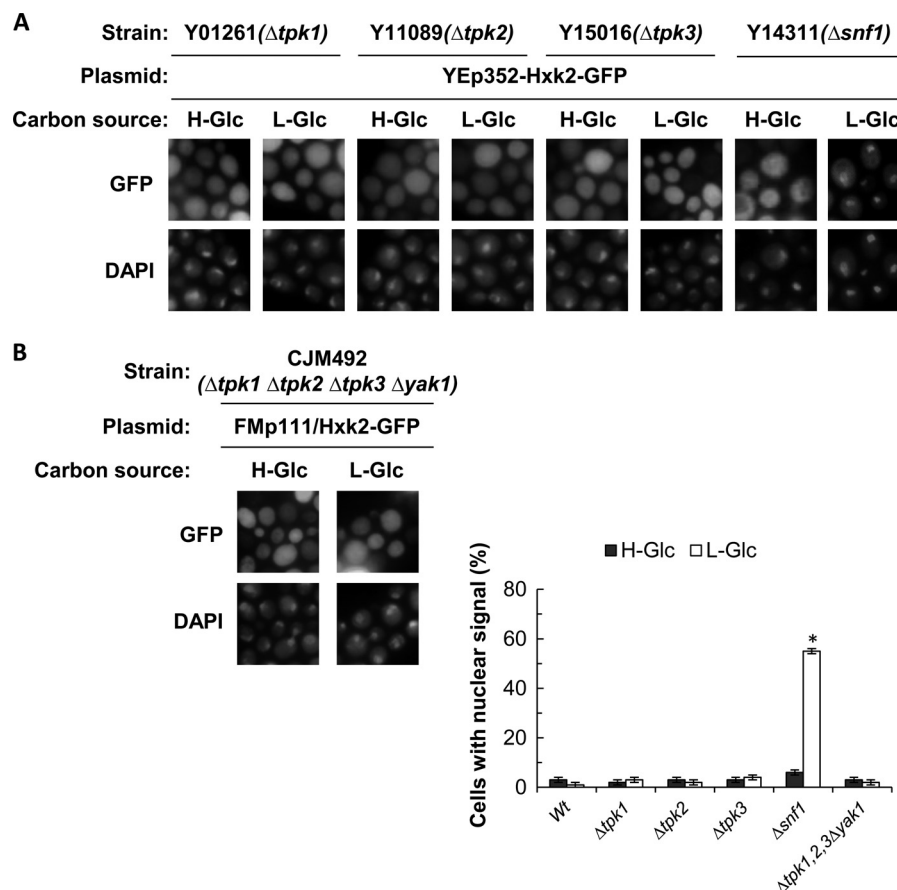 A
Strain: Y01261(Δtpk1) Y11089(Δtpk2) Y15016(Δtpk3) Y14311(Δsnf1)
Plasmid: YEp352-Hxk2-GFP
Carbon source: H-Glc L-Glc H-Glc L-Glc H-Glc L-Glc H-Glc L-Glc
GFP
DAPI
B
Strain: CJM492
(Δtpk1 Δtpk2 Δtpk3 Δyak1)
Plasmid: FMp111/Hxk2-GFP
Carbon source: H-Glc L-Glc
GFP
DAPI
H-Glc L-Glc
Cells with nuclear signal (%)
80
60
40
20
0
*
Wt Δtpk1 Δtpk2 Δtpk3 Δsnf1 Δtpk1,2,3Δyak1